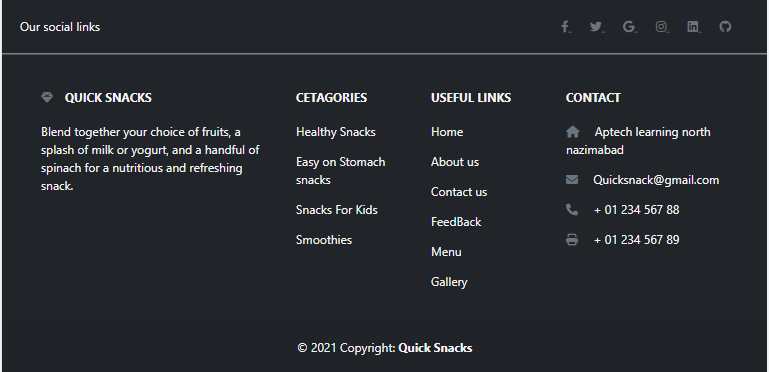 Our social links
QUICK SNACKS
Blend together your choice of fruits, a
splash of milk or yogurt, and a handful of
spinach for a nutritious and refreshing
snack.
CETAGORIES
Healthy Snacks
Easy on Stomach
snacks
Snacks For Kids
Smoothies
USEFUL LINKS
Home
About us
Contact us
FeedBack
Menu
Gallery
CONTACT
Aptech learning north
nazimabad
Quicksnack@gmail.com
+ 01 234 567 88
+ 01 234 567 89
© 2021 Copyright: Quick Snacks